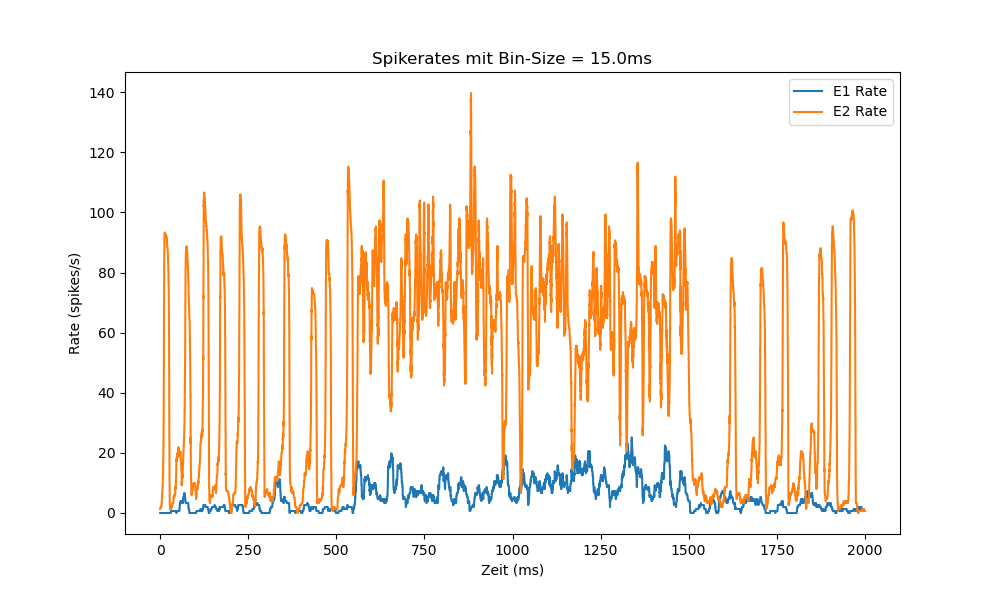 Spikerates mit Bin-Size = 15.0ms
E1 Rate
E2 Rate
Rate (spikes/s)
140
120
100
80
60
40
20
0
0 250 500 750 1000 1250 1500 1750 2000
Zeit (ms)